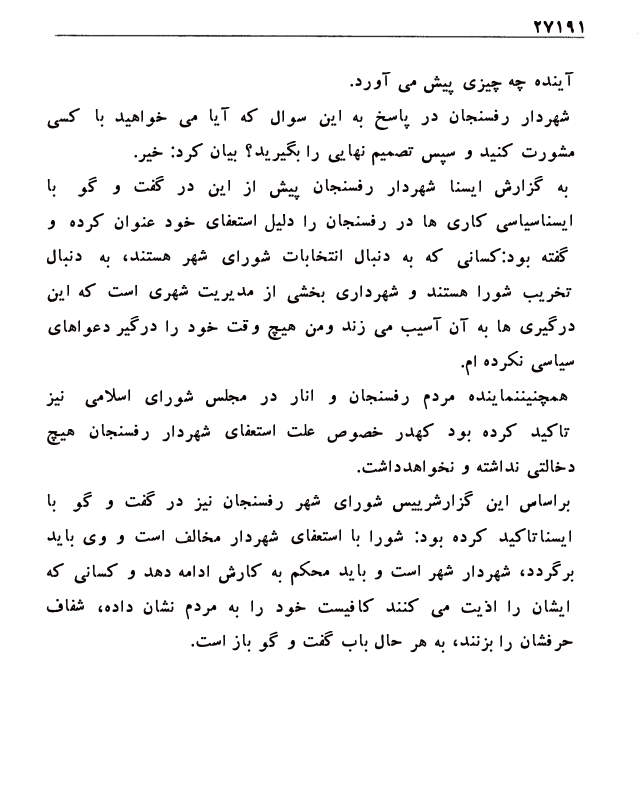 ۲۷۱۹۱
آینده چه چیزی پیش می آورد.
شهردار رفسنجان در پاسخ به این سوال که آیا می خواهید با کسی
مشورت کنید و سپس تصمیم نهایی را بگیرید؟ بیان کرد: خیر.
به گزارش ایسنا شهردار رفسنجان پیش از این در گفت و گو با
ایسناسیاسی کاری ها در رفسنجان را دلیل استعفای خود عنوان کرده و
گفته بود:کسانی که به دنبال انتخابات شورای شهر هستند، به دنبال
تخریب شورا هستند و شهرداری بخشی از مدیریت شهری است که این
درگیری ها به آن آسیب می زند ومن هیچ وقت خود را درگیر دعواهای
سیاسی نکرده ام.
همچنیننماینده مردم رفسنجان و انار در مجلس شورای اسلامی نیز
تاکید کرده بود کهدر خصوص علت استعفای شهردار رفسنجان هیچ
دخالتی نداشته و نخواهدداشت.
براساس این گزارشرییس شورای شهر رفسنجان نیز در گفت و گو با
ایسناتاکید کرده بود: شورا با استعفای شهردار مخالف است و وی باید
برگردد، شهردار شهر است و باید محکم به کارش ادامه دهد و کسانی که
ایشان را اذیت می کنند کافیست خود را به مردم نشان داده، شفاف
حرفشان را بزنند، به هر حال باب گفت و گو باز است.